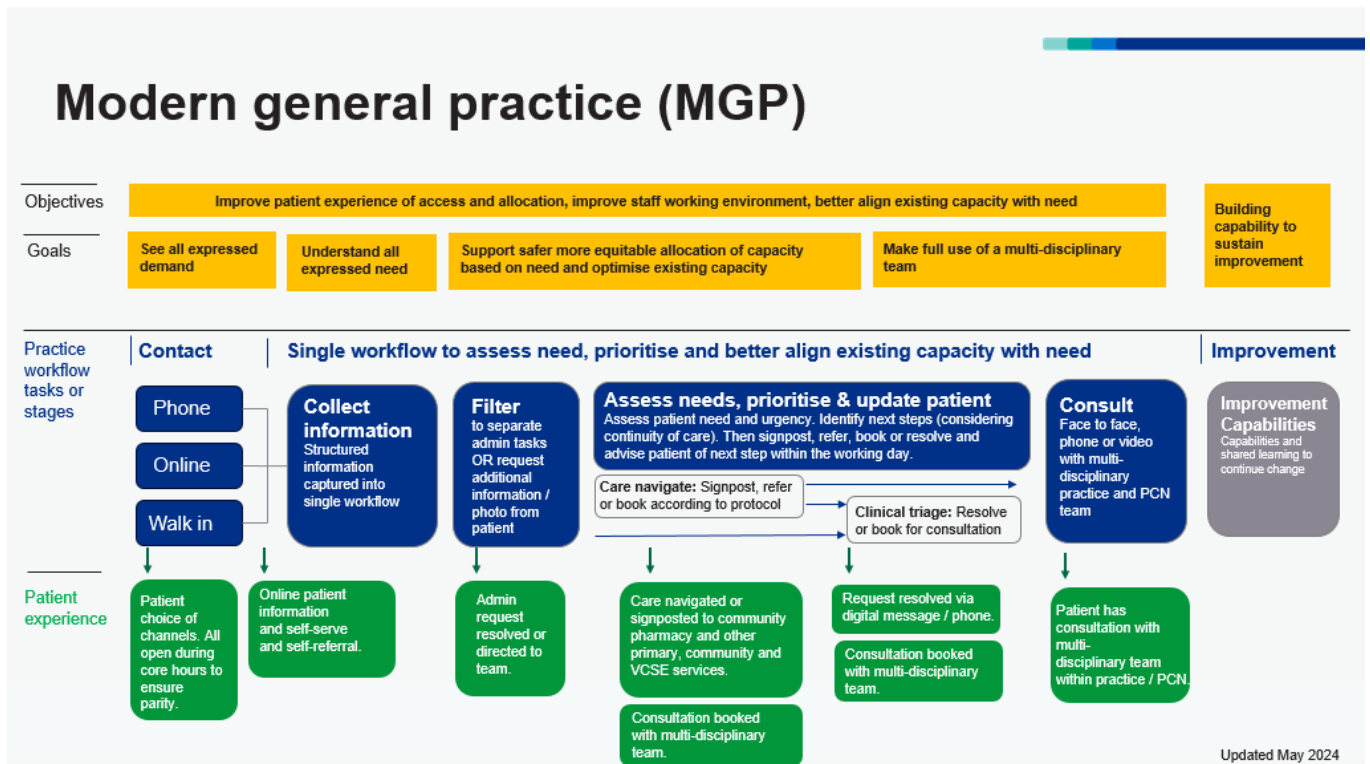 Modern general practice (MGP)
Objectives
Improve patient experience of access and allocation, improve staff working environment, better align existing capacity with need
Building
capability to
sustain
improvement
Goals
See all expressed
demand
Understand all
expressed need
Support safer more equitable allocation of capacity
based on need and optimise existing capacity
Make full use of a multi-disciplinary
team
Practice
workflow
tasks or
stages
Contact
Single workflow to assess need, prioritise and better align existing capacity with need
Improvement
Phone
Online
Walk in
Collect
information
Structured
information
captured into
single workflow
Filter
to separate
admin tasks
OR request
additional
information /
photo from
patient
Assess needs, prioritise & update patient
Assess patient need and urgency. Identify next steps (considering
continuity of care). Then signpost, refer, book or resolve and
advise patient of next step within the working day.
Care navigate: Signpost, refer
or book according to protocol
Clinical triage: Resolve
or book for consultation
Consult
Face to face,
phone or video
with multi-
disciplinary
practice and PCN
team
Improvement
Capabilities
Capabilities and
shared learning to
continue change
Patient
experience
Patient
choice of
channels. All
open during
core hours to
ensure
parity.
Online patient
information
and self-serve
and self-referral.
Admin
request
resolved or
directed to
team.
Care navigated or
signposted to community
pharmacy and other
primary, community and
VCSE services.
Consultation booked
with multi-disciplinary
team.
Request resolved via
digital message / phone.
Consultation booked
with multi-disciplinary
team.
Patient has
consultation with
multi-
disciplinary team
within practice / PCN.
Updated May 2024